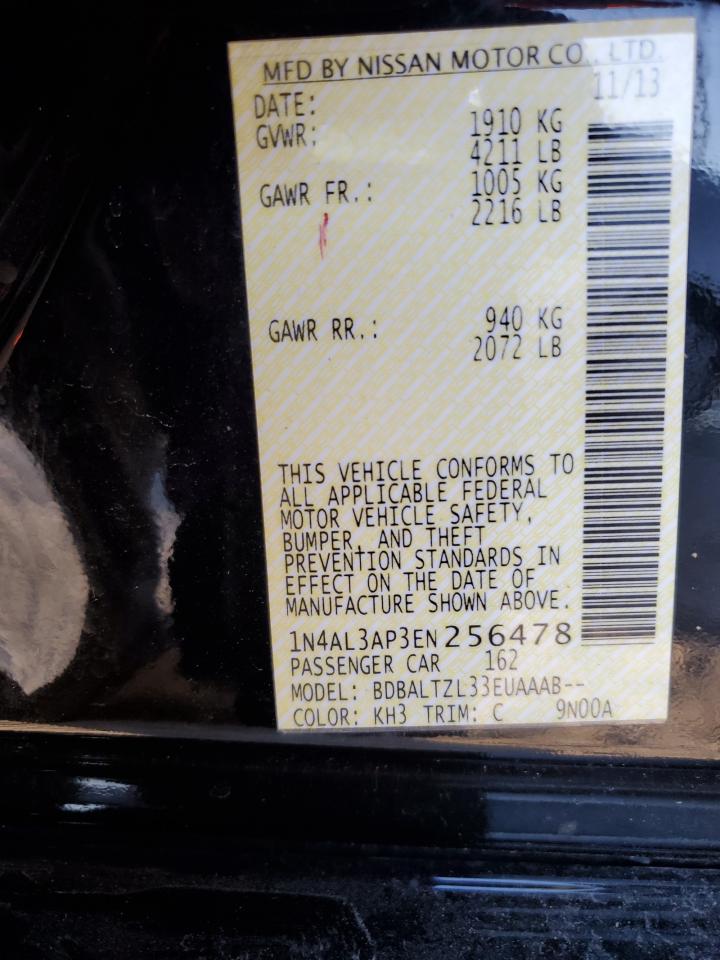 MFD BY NISSAN MOTOR CO., LTD.
DATE: 11/13
GVWR: 1910 KG
4211 LB
GAWR FR.: 1005 KG
2216 LB
GAWR RR.: 940 KG
2072 LB
THIS VEHICLE CONFORMS TO
ALL APPLICABLE FEDERAL
MOTOR VEHICLE SAFETY,
BUMPER, AND THEFT
PREVENTION STANDARDS IN
EFFECT ON THE DATE OF
MANUFACTURE SHOWN ABOVE.
1N4AL3AP3EN256478
PASSENGER CAR 162
MODEL: BDBALTZL33EUAAAB--
COLOR: KH3 TRIM: C 9N00A